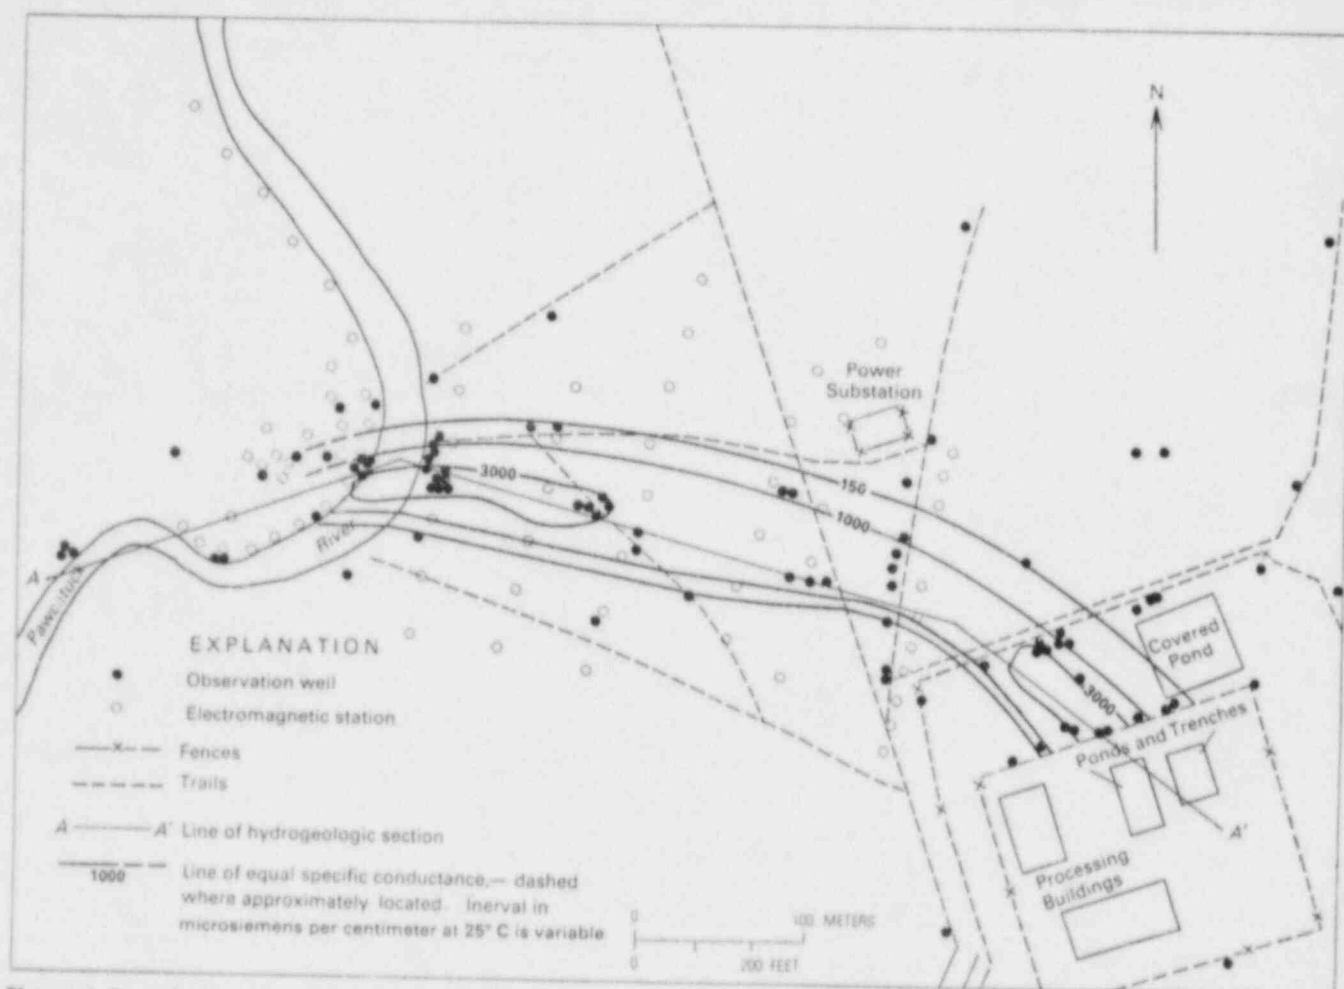 N
Power
Substation
3000
150
1000
River
A
Pawcatuck
Covered
Pond
3000
Ponds and Trenches
A'
Processing
Buildings
EXPLANATION
Observation well
Electromagnetic station
Fences
Trails
A A' Line of hydrogeologic section
1000
Line of equal specific conductance,— dashed
where approximately located. Inerval in
microsiemens per centimeter at 25° C is variable
0 METERS
0 200 FEET